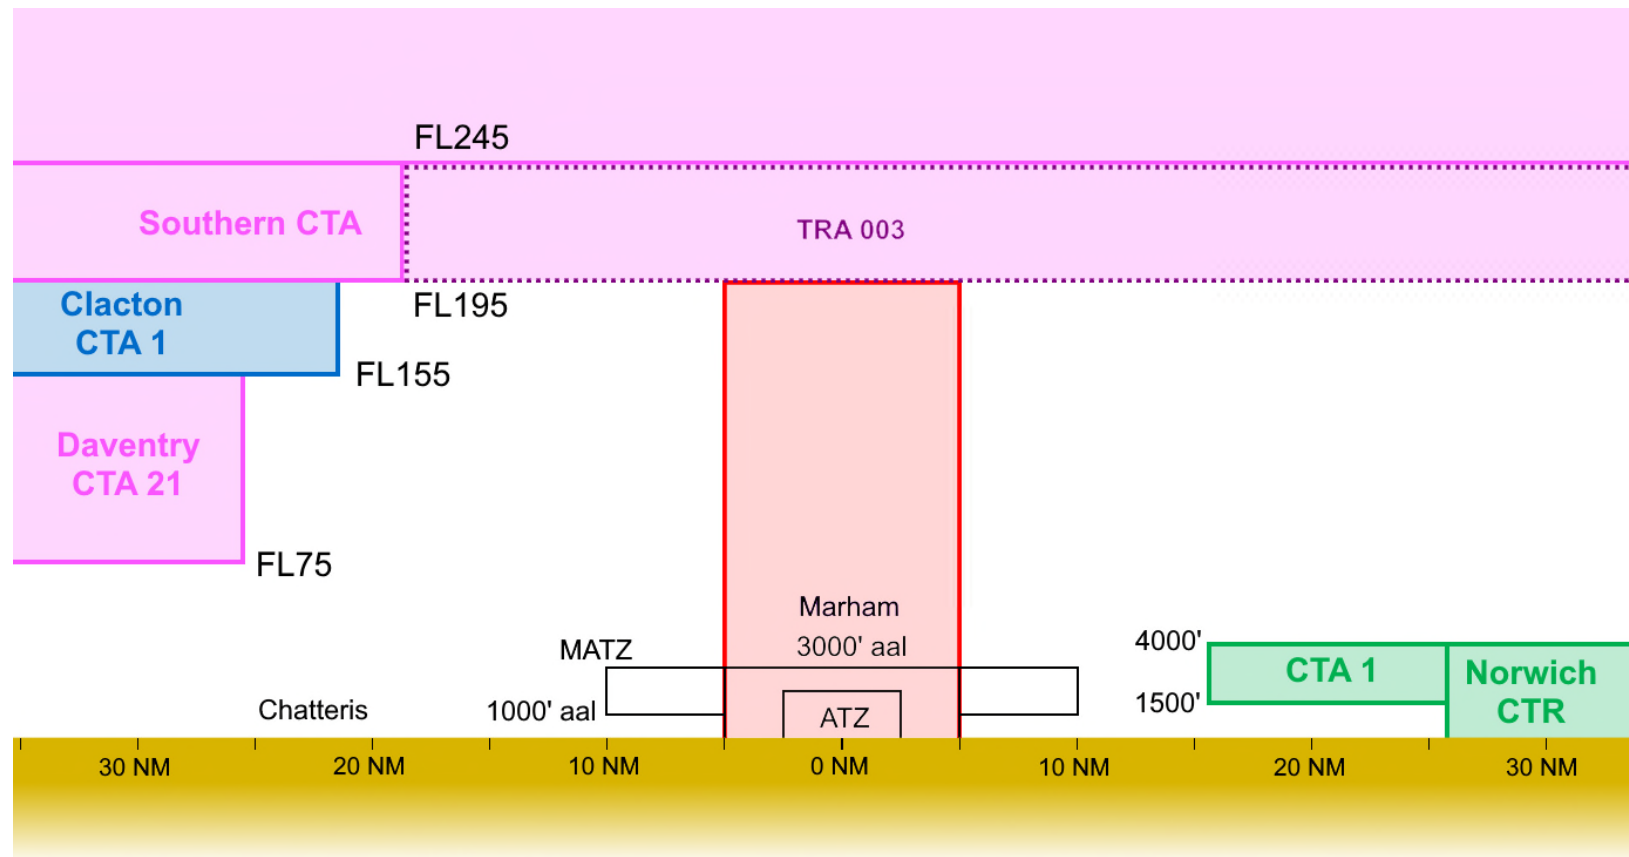 FL245
Southern CTA
TRA 003
Clacton
CTA 1
FL195
FL155
Daventry
CTA 21
FL75
Marham
3000' aal
MATZ
4000'
CTA 1
Norwich
CTR
Chatteris
1000' aal
ATZ
1500'
30 NM
20 NM
10 NM
0 NM
10 NM
20 NM
30 NM